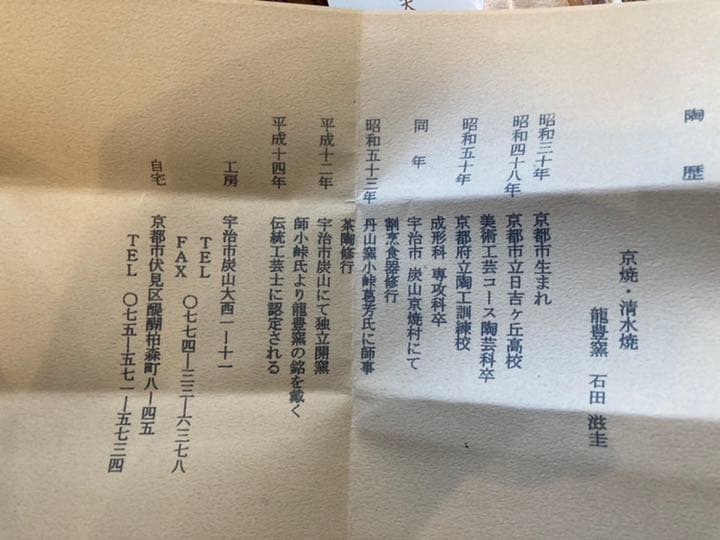 陶歴
京焼・清水焼
龍豊窯 石田 滋圭
昭和三十年 京都市生まれ
昭和四十八年 京都市立日吉ヶ丘高校
美術工芸コース陶芸科卒
昭和五十年 京都府立陶工訓練校
成形科 専攻科卒
同年 宇治市 炭山京焼村にて
割烹食器修行
昭和五十三年 丹山窯小峠葛芳氏に師事
茶陶修行
平成十二年 宇治市炭山にて独立開窯
師小峠氏より龍豊窯の銘を戴く
平成十四年 伝統工芸士に認定される
工房 宇治市炭山大西一ー十一
TEL
FAX 〇七七四ー三三ー六三七八
自宅 京都市伏見区醍醐柏森町八ー四五
TEL 〇七五ー五七一ー五七三四